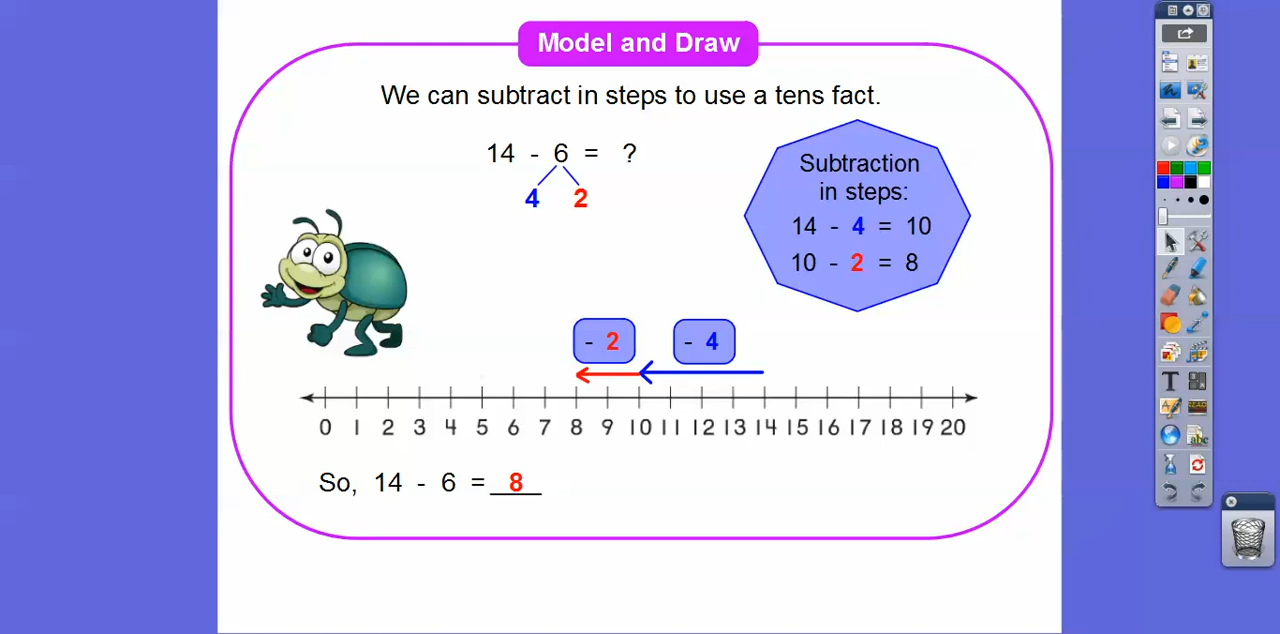 Model and Draw
We can subtract in steps to use a tens fact.
14 - 6 = ?
4 2
Subtraction
in steps:
14 - 4 = 10
10 - 2 = 8
- 2 - 4
0 1 2 3 4 5 6 7 8 9 10 11 12 13 14 15 16 17 18 19 20
So, 14 - 6 = 8